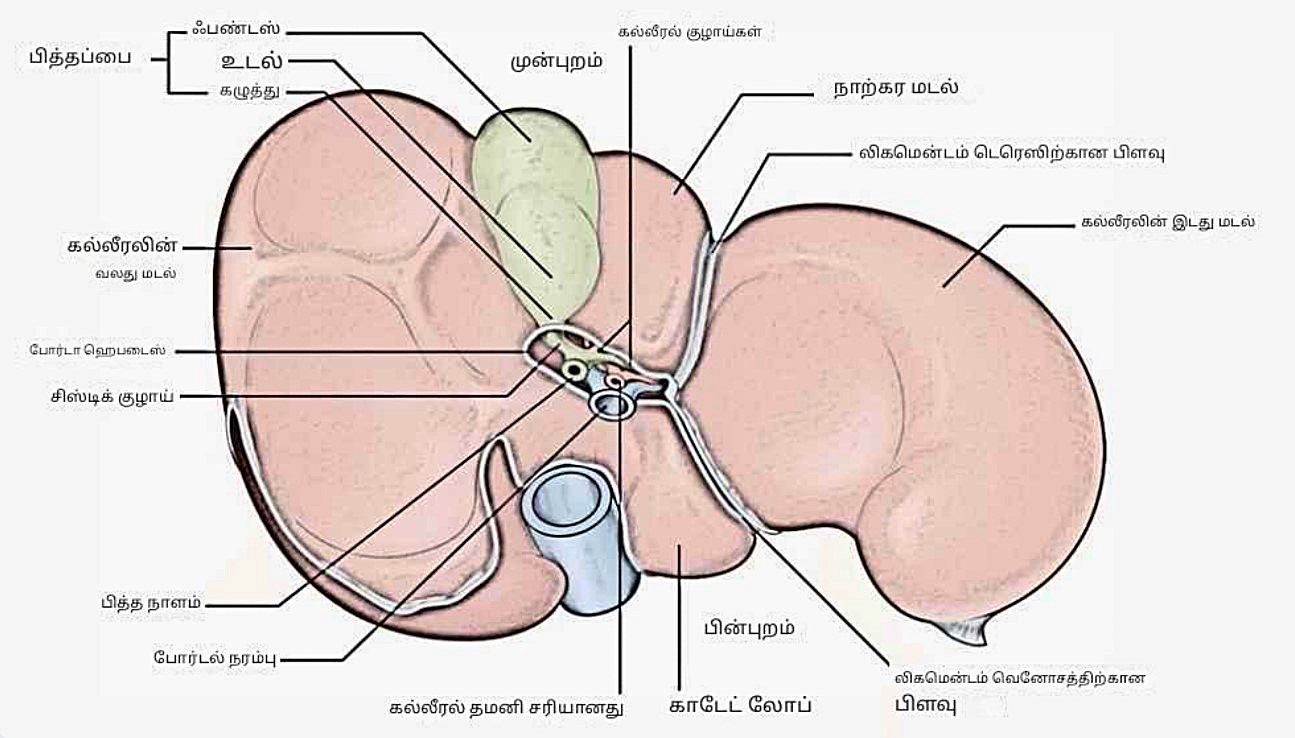 ஃபண்டஸ்
பித்தப்பை
உடல்
கழுத்து
முன்புறம்
கல்லீரல் குழாய்கள்
நாற்கர மடல்
லிகமென்டம் டெரெஸிற்கான பிளவு
கல்லீரலின் இடது மடல்
கல்லீரலின்
வலது மடல்
போர்டா ஹெபடைஸ்
சிஸ்டிக் குழாய்
பித்த நாளம்
போர்டல் நரம்பு
கல்லீரல் தமனி சரியானது
பின்புறம்
காடேட் லோப்
லிகமென்டம் வெனோசத்திற்கான
பிளவு